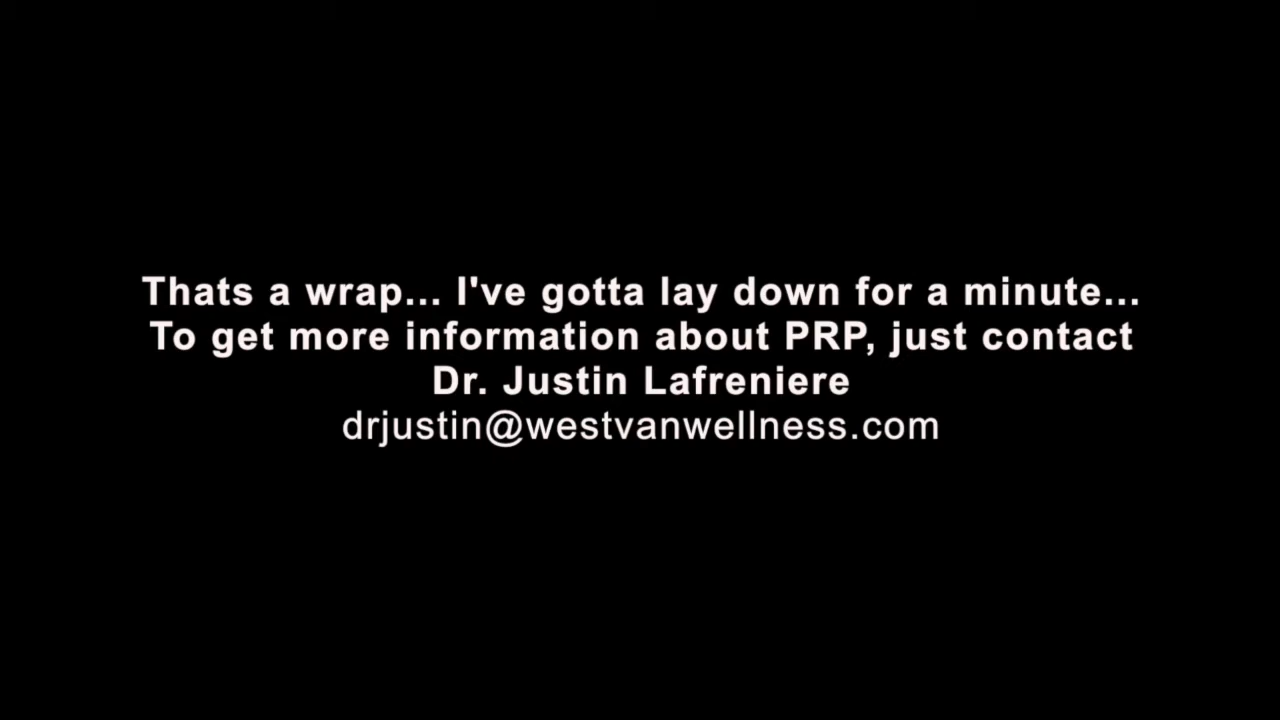 Thats a wrap... I've gotta lay down for a minute...
To get more information about PRP, just contact
Dr. Justin Lafreniere
drjustin@westvanwellness.com